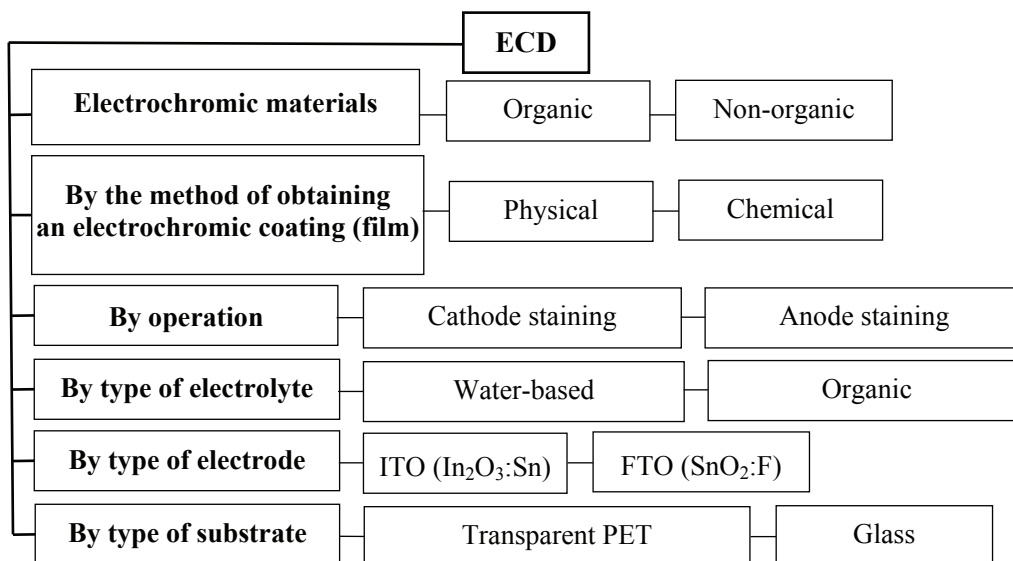 ECD
Electrochromic materials
Organic
Non-organic
By the method of obtaining
an electrochromic coating (film)
Physical
Chemical
By operation
Cathode staining
Anode staining
By type of electrolyte
Water-based
Organic
By type of electrode
ITO (In₂O₃:Sn)
FTO (SnO₂:F)
By type of substrate
Transparent PET
Glass